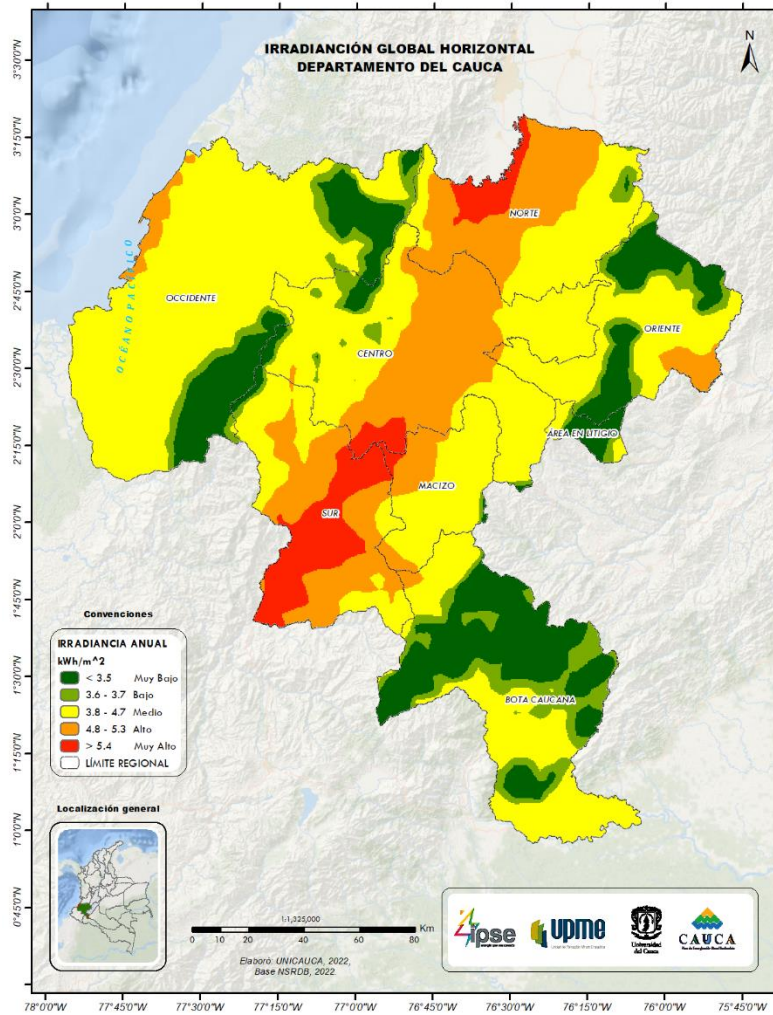 IRRADIANCIÓN GLOBAL HORIZONTAL
DEPARTAMENTO DEL CAUCA
N
3°30'0"N
3°15'0"N
3°0'0"N
2°45'0"N
2°30'0"N
2°15'0"N
2°0'0"N
1°45'0"N
1°30'0"N
1°15'0"N
1°0'0"N
0°45'0"N
OCÉANO PACÍFICO
NORTE
OCCIDENTE
ORIENTE
CENTRO
ÁREA EN LITIGIO
MACIZO
SUR
BOTA CAUCANA
Convenciones
IRRADIANCIA ANUAL
kWh/m^2
< 3.5 Muy Bajo
3.6 - 3.7 Bajo
3.8 - 4.7 Medio
4.8 - 5.3 Alto
> 5.4 Muy Alto
LÍMITE REGIONAL
Localización general
1:1,325,000
0 20 40 60 80 Km
Elaboró: UNICAUCA, 2022,
Base NSRDB, 2022
ipse
upme
Universidad
del Cauca
CAUCA
78°0'0"W 77°45'0"W 77°30'0"W 77°15'0"W 77°0'0"W 76°45'0"W 76°30'0"W 76°15'0"W 76°0'0"W 75°45'0"W